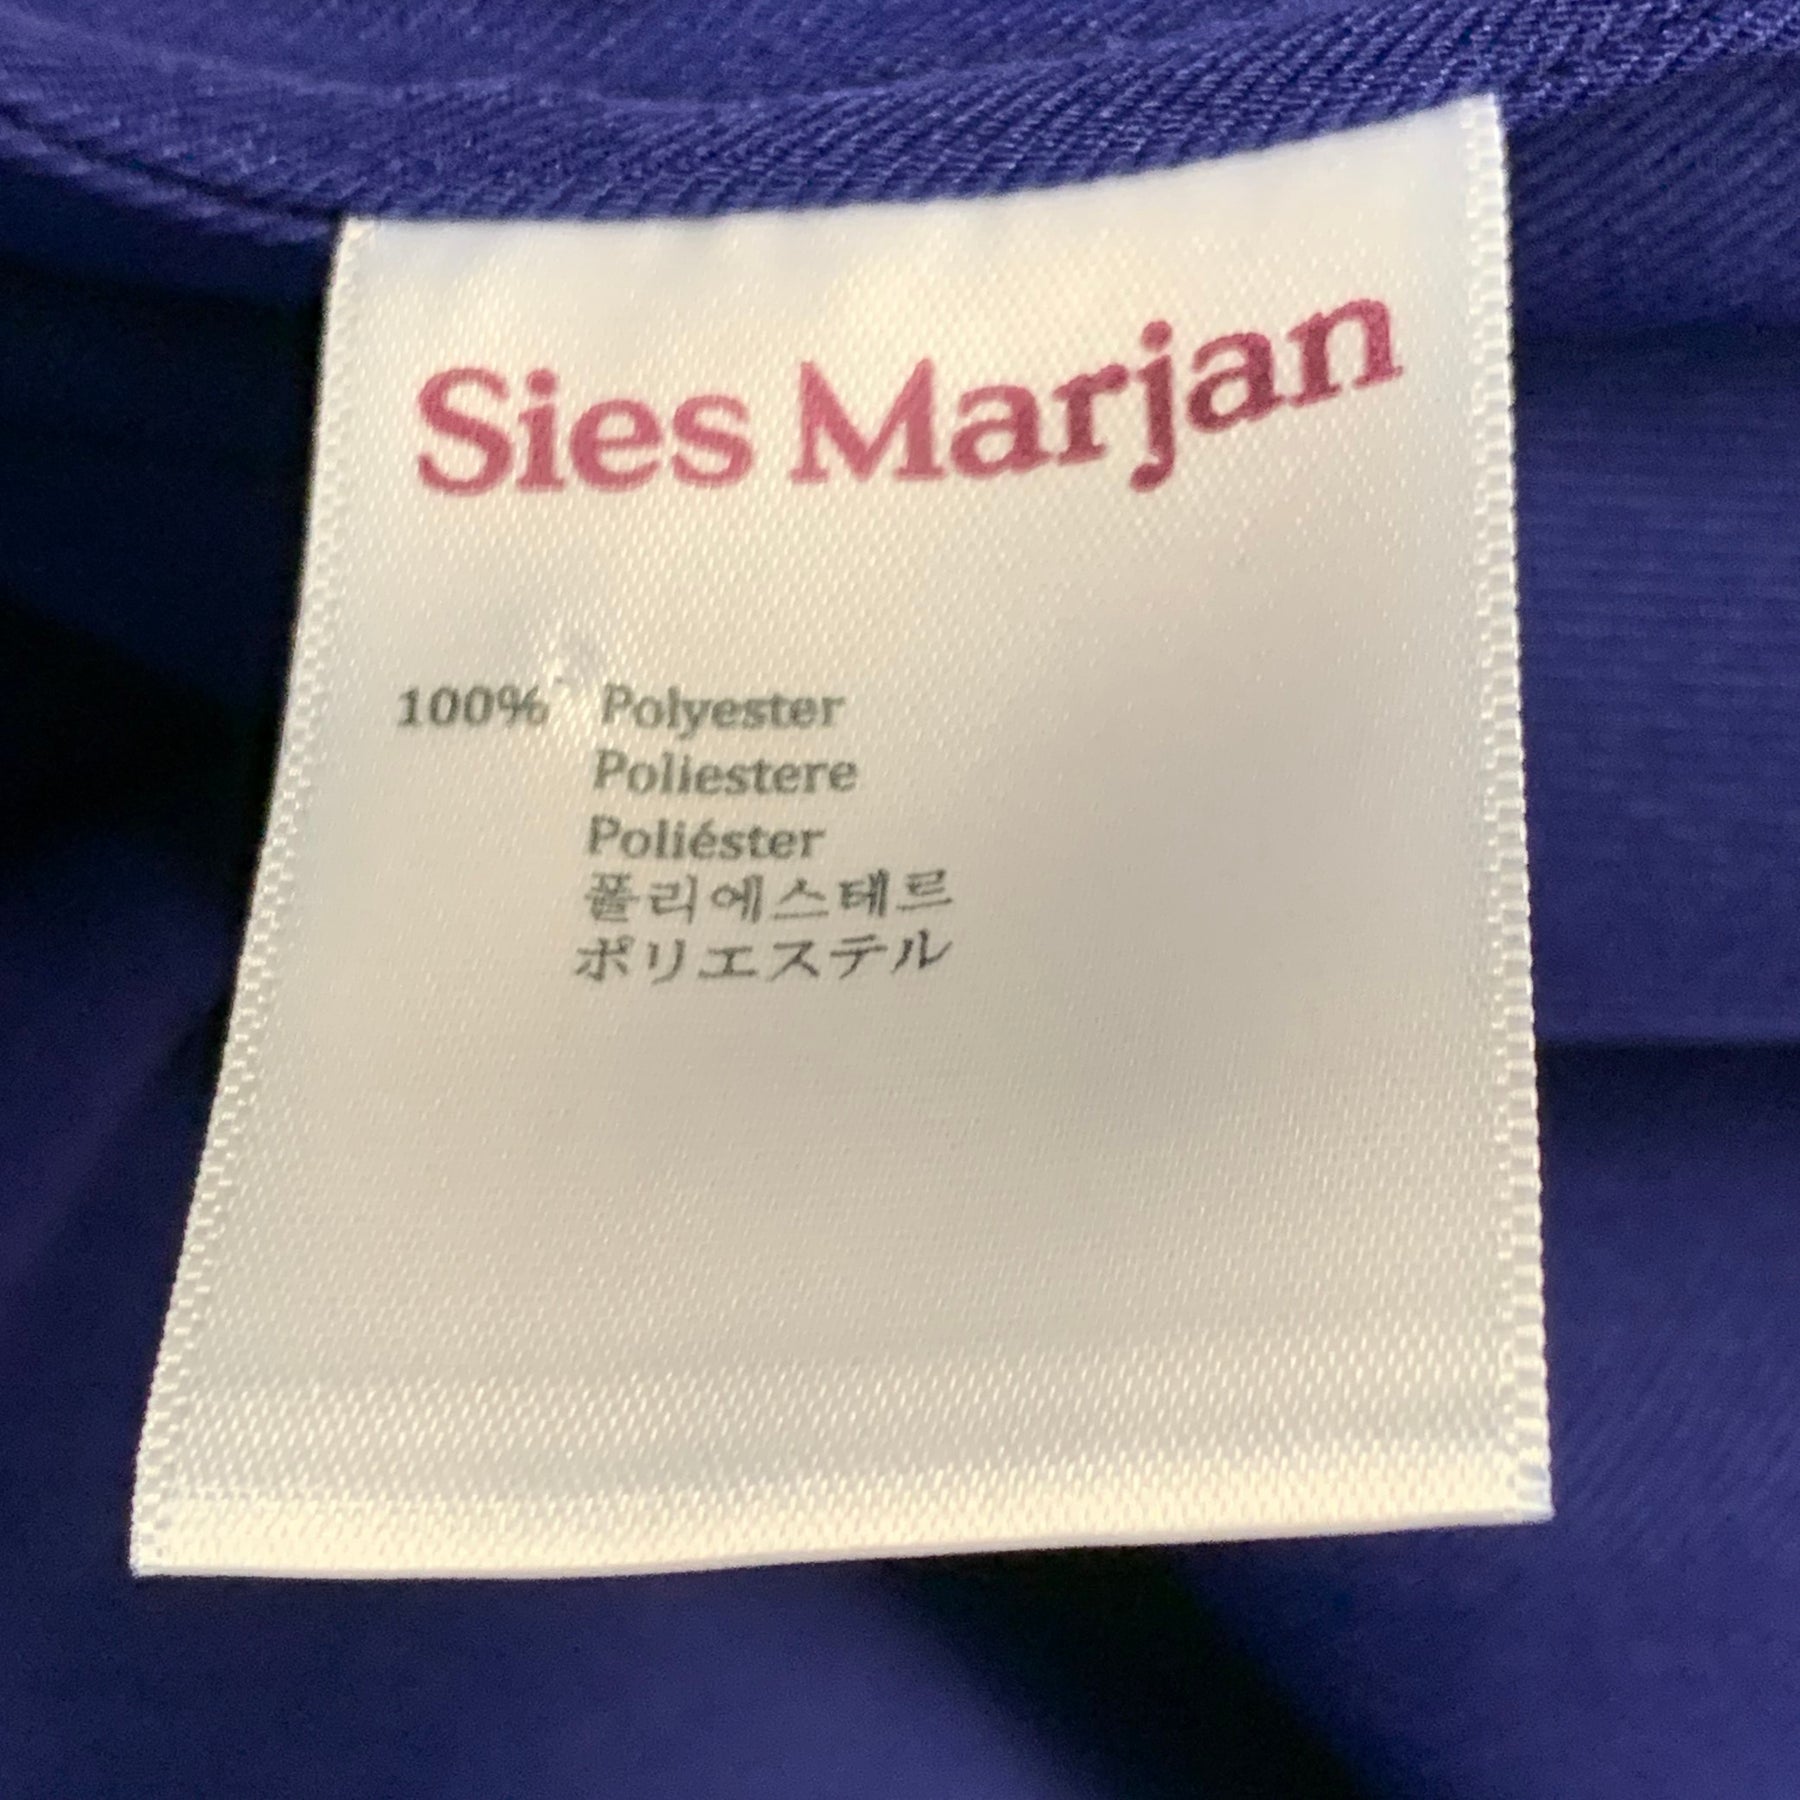 Sies Marjan
100% Polyester
Poliestere
Poliéster
폴리에스테르
ポリエステル